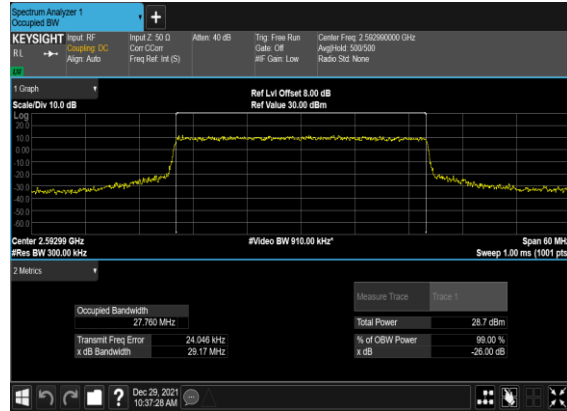 Spectrum Analyzer 1
Occupied BW
KEYSIGHT
RL
Input: RF
Coupling: DC
Align: Auto
Input Z: 50 Ω
Corr CCorr
Freq Ref: Int (S)
Atten: 40 dB
Trig: Free Run
Gate: Off
#IF Gain: Low
Center Freq: 2.592990000 GHz
Avg|Hold: 500/500
Radio Std: None
1 Graph
Scale/Div 10.0 dB
Ref Lvl Offset 8.00 dB
Ref Value 30.00 dBm
Log
20.0
10.0
0.00
-10.0
-20.0
-30.0
-40.0
-50.0
-60.0
Center 2.59299 GHz
#Res BW 300.00 kHz
#Video BW 910.00 kHz*
Span 60 MHz
Sweep 1.00 ms (1001 pts)
2 Metrics
Measure Trace
Trace 1
Occupied Bandwidth
27.760 MHz
Total Power
28.7 dBm
Transmit Freq Error
24.046 kHz
% of OBW Power
99.00 %
x dB Bandwidth
29.17 MHz
x dB
-26.00 dB
?
Dec 29, 2021
10:37:28 AM